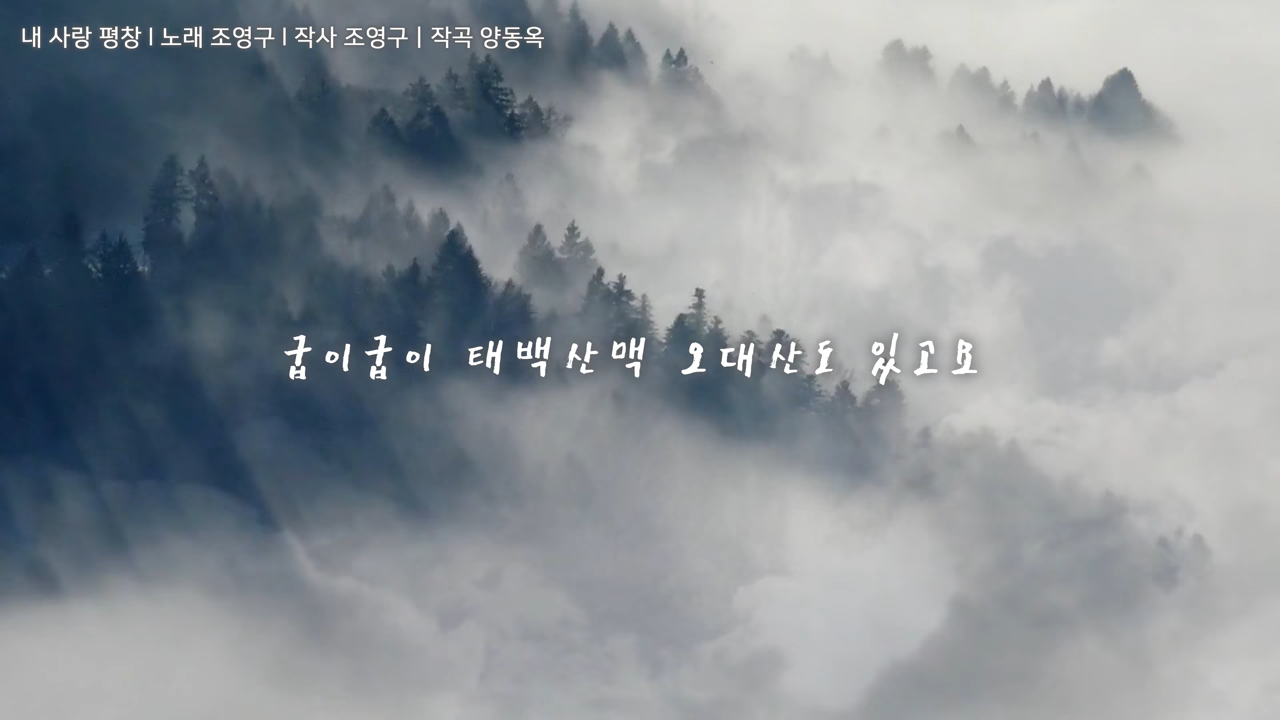 내 사랑 평창 l 노래 조영구 l 작사 조영구 | 작곡 양동옥
굽이굽이 태백산맥 오대산도 있고요